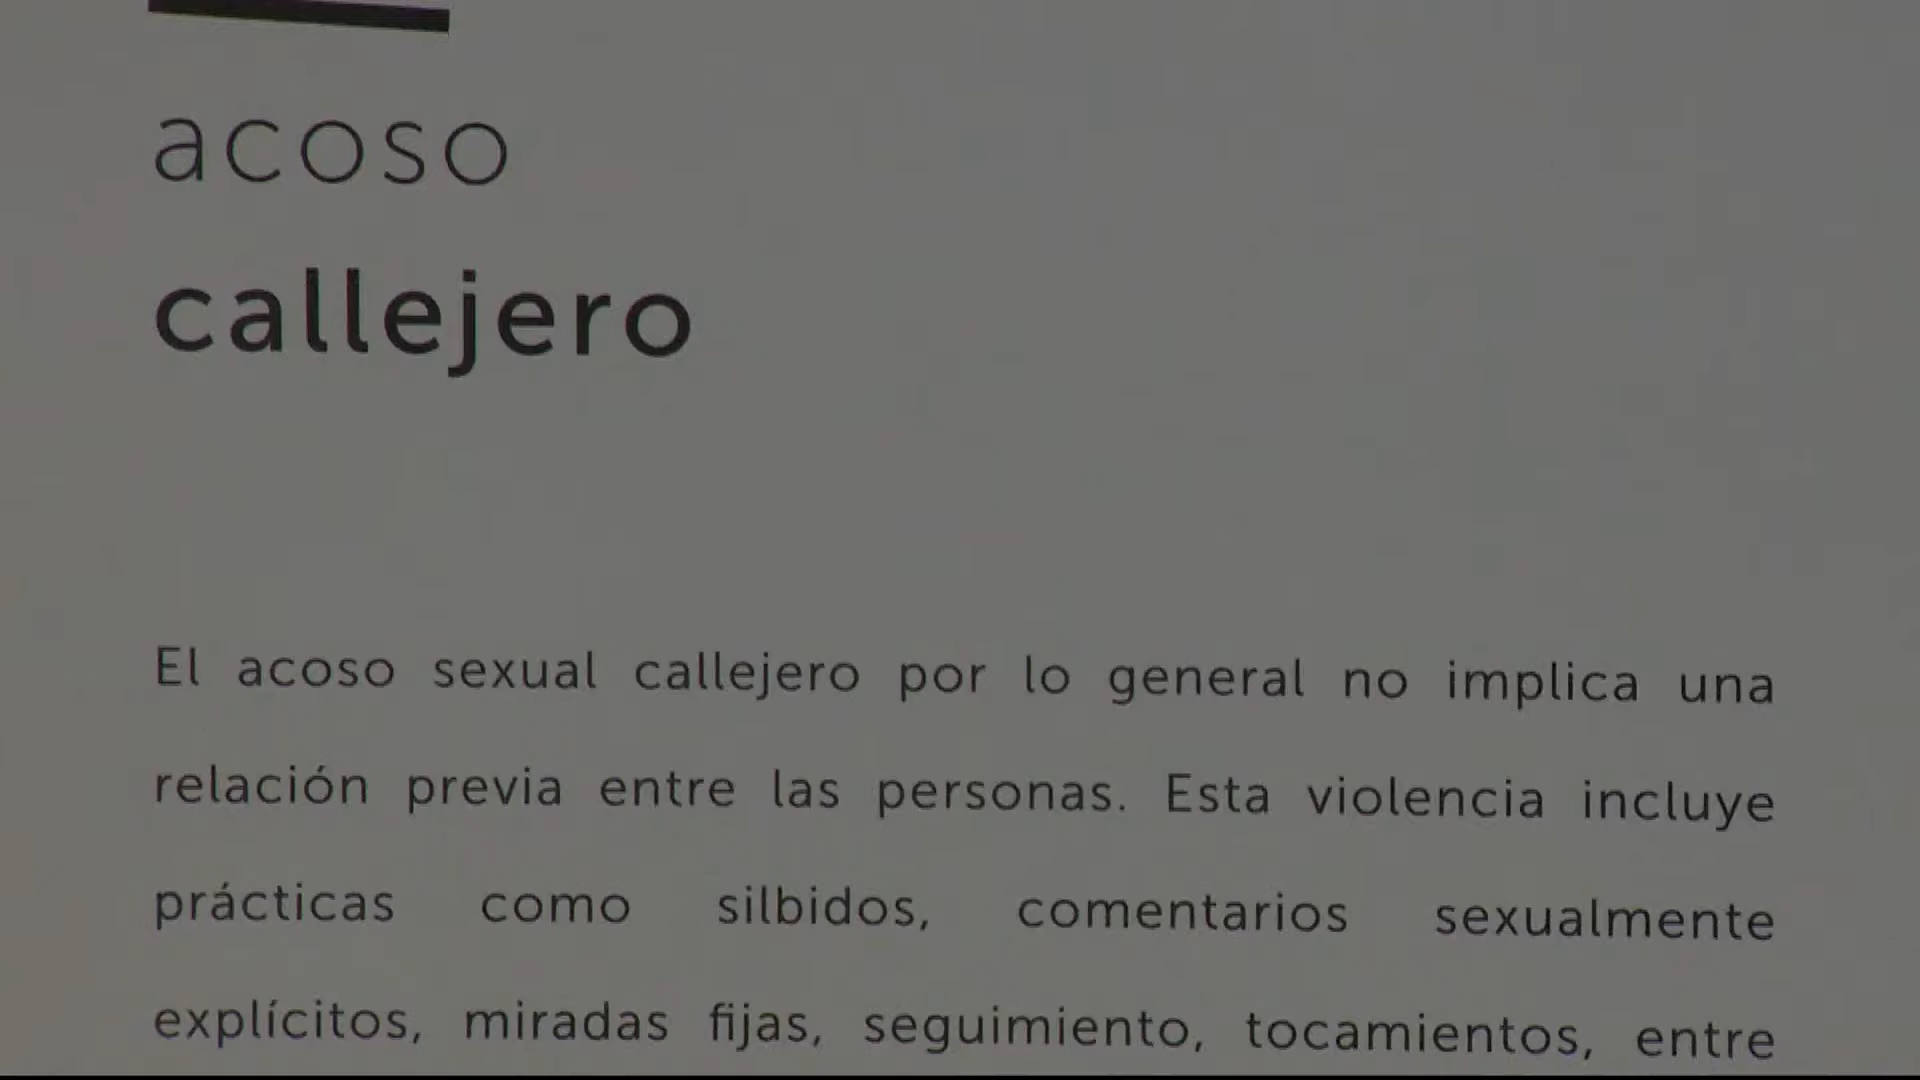 acoso
callejero
El acoso sexual callejero por lo general no implica una
relación previa entre las personas. Esta violencia incluye
prácticas como silbidos, comentarios sexualmente
explícitos, miradas fijas, seguimiento, tocamientos, entre